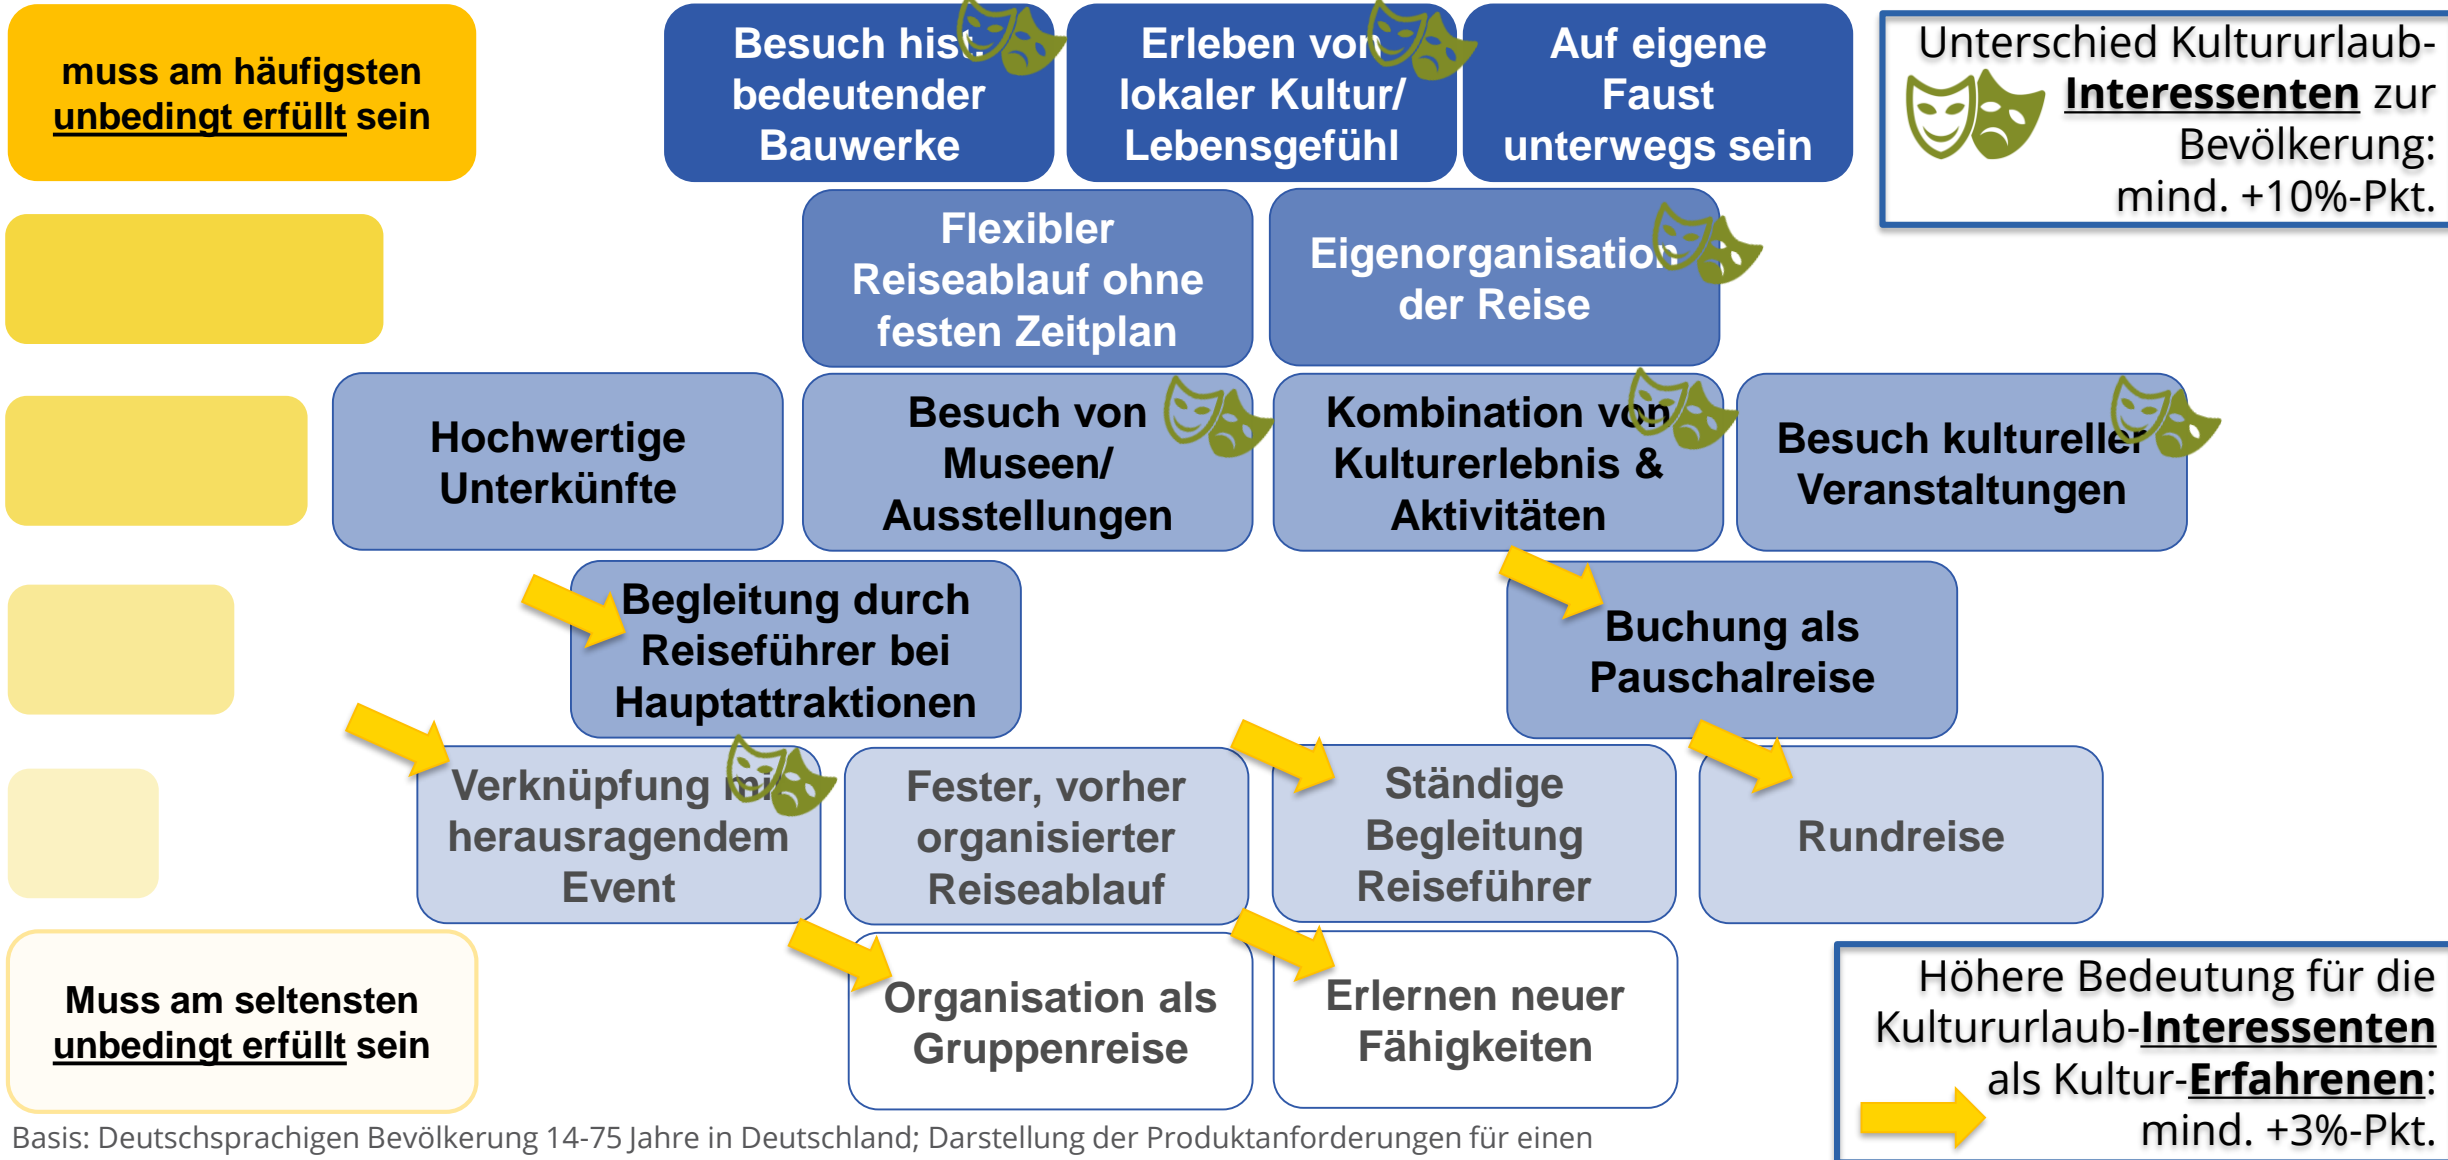 muss am häufigsten
unbedingt erfüllt sein
Besuch hist.
bedeutender
Bauwerke
Erleben von
lokaler Kultur/
Lebensgefühl
Auf eigene
Faust
unterwegs sein
Unterschied Kultururlaub-
Interessenten zur
Bevölkerung:
mind. +10%-Pkt.
Flexibler
Reiseablauf ohne
festen Zeitplan
Eigenorganisation
der Reise
Hochwertige
Unterkünfte
Besuch von
Museen/
Ausstellungen
Kombination von
Kulturerlebnis &
Aktivitäten
Besuch kultureller
Veranstaltungen
Begleitung durch
Reiseführer bei
Hauptattraktionen
Buchung als
Pauschalreise
Verknüpfung mit
herausragendem
Event
Fester, vorher
organisierter
Reiseablauf
Ständige
Begleitung
Reiseführer
Rundreise
Muss am seltensten
unbedingt erfüllt sein
Organisation als
Gruppenreise
Erlernen neuer
Fähigkeiten
Höhere Bedeutung für die
Kultururlaub-Interessenten
als Kultur-Erfahrenen:
mind. +3%-Pkt.
Basis: Deutschsprachigen Bevölkerung 14-75 Jahre in Deutschland; Darstellung der Produktanforderungen für einen